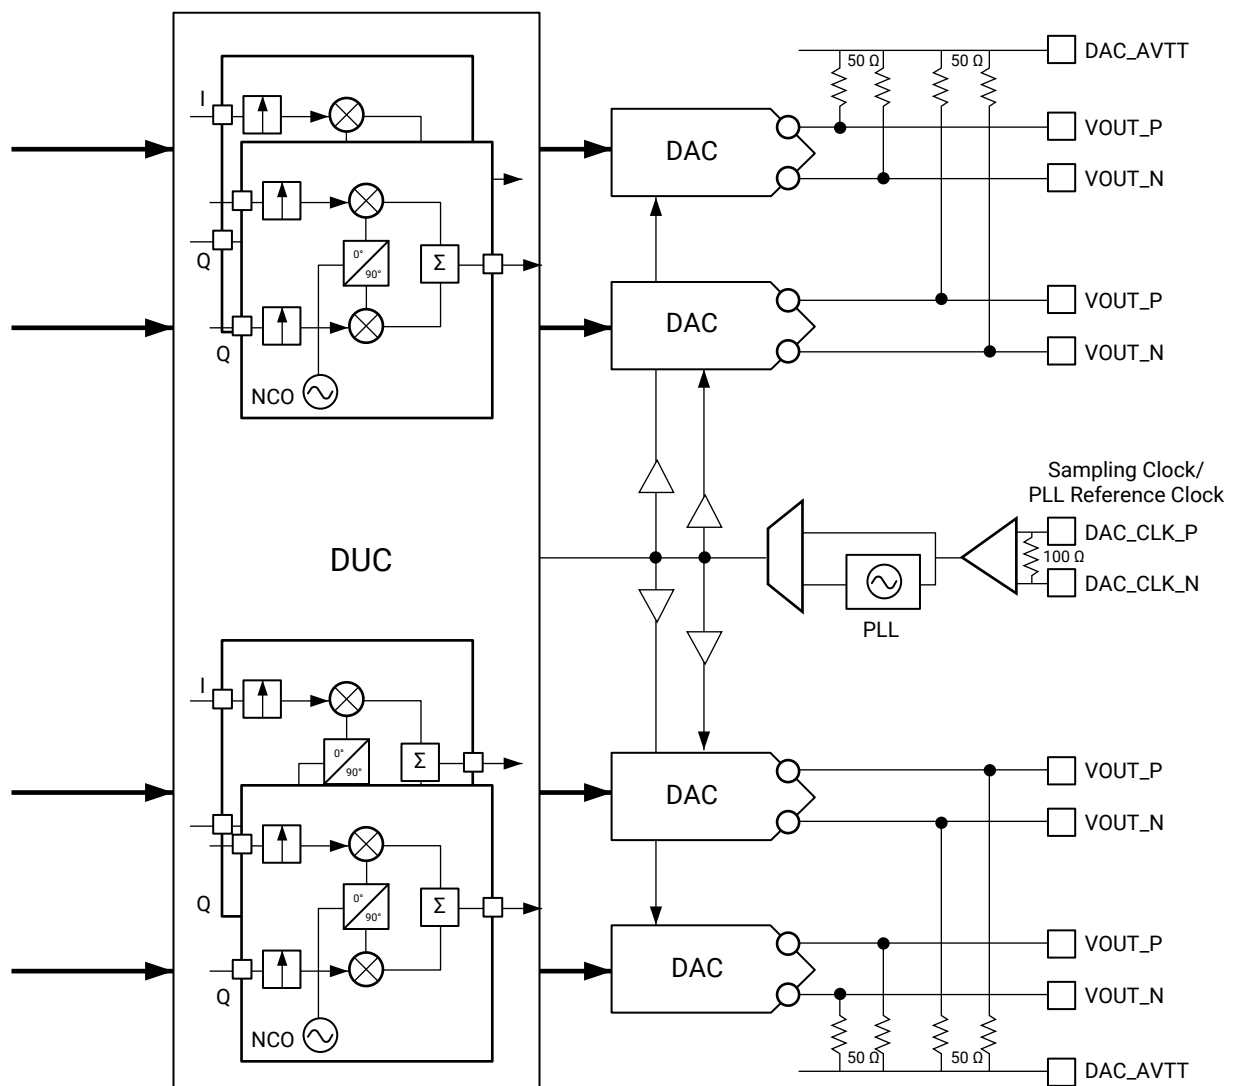 50 Ω
50 Ω
DAC_AVTT
I
DAC
VOUT_P
VOUT_N
Q
0°
90°
Σ
DAC
VOUT_P
VOUT_N
Q
NCO
Sampling Clock/
PLL Reference Clock
DAC_CLK_P
100 Ω
DAC_CLK_N
DUC
PLL
I
0°
90°
Σ
DAC
VOUT_P
VOUT_N
Q
0°
90°
Σ
DAC
VOUT_P
VOUT_N
Q
NCO
50 Ω
50 Ω
DAC_AVTT